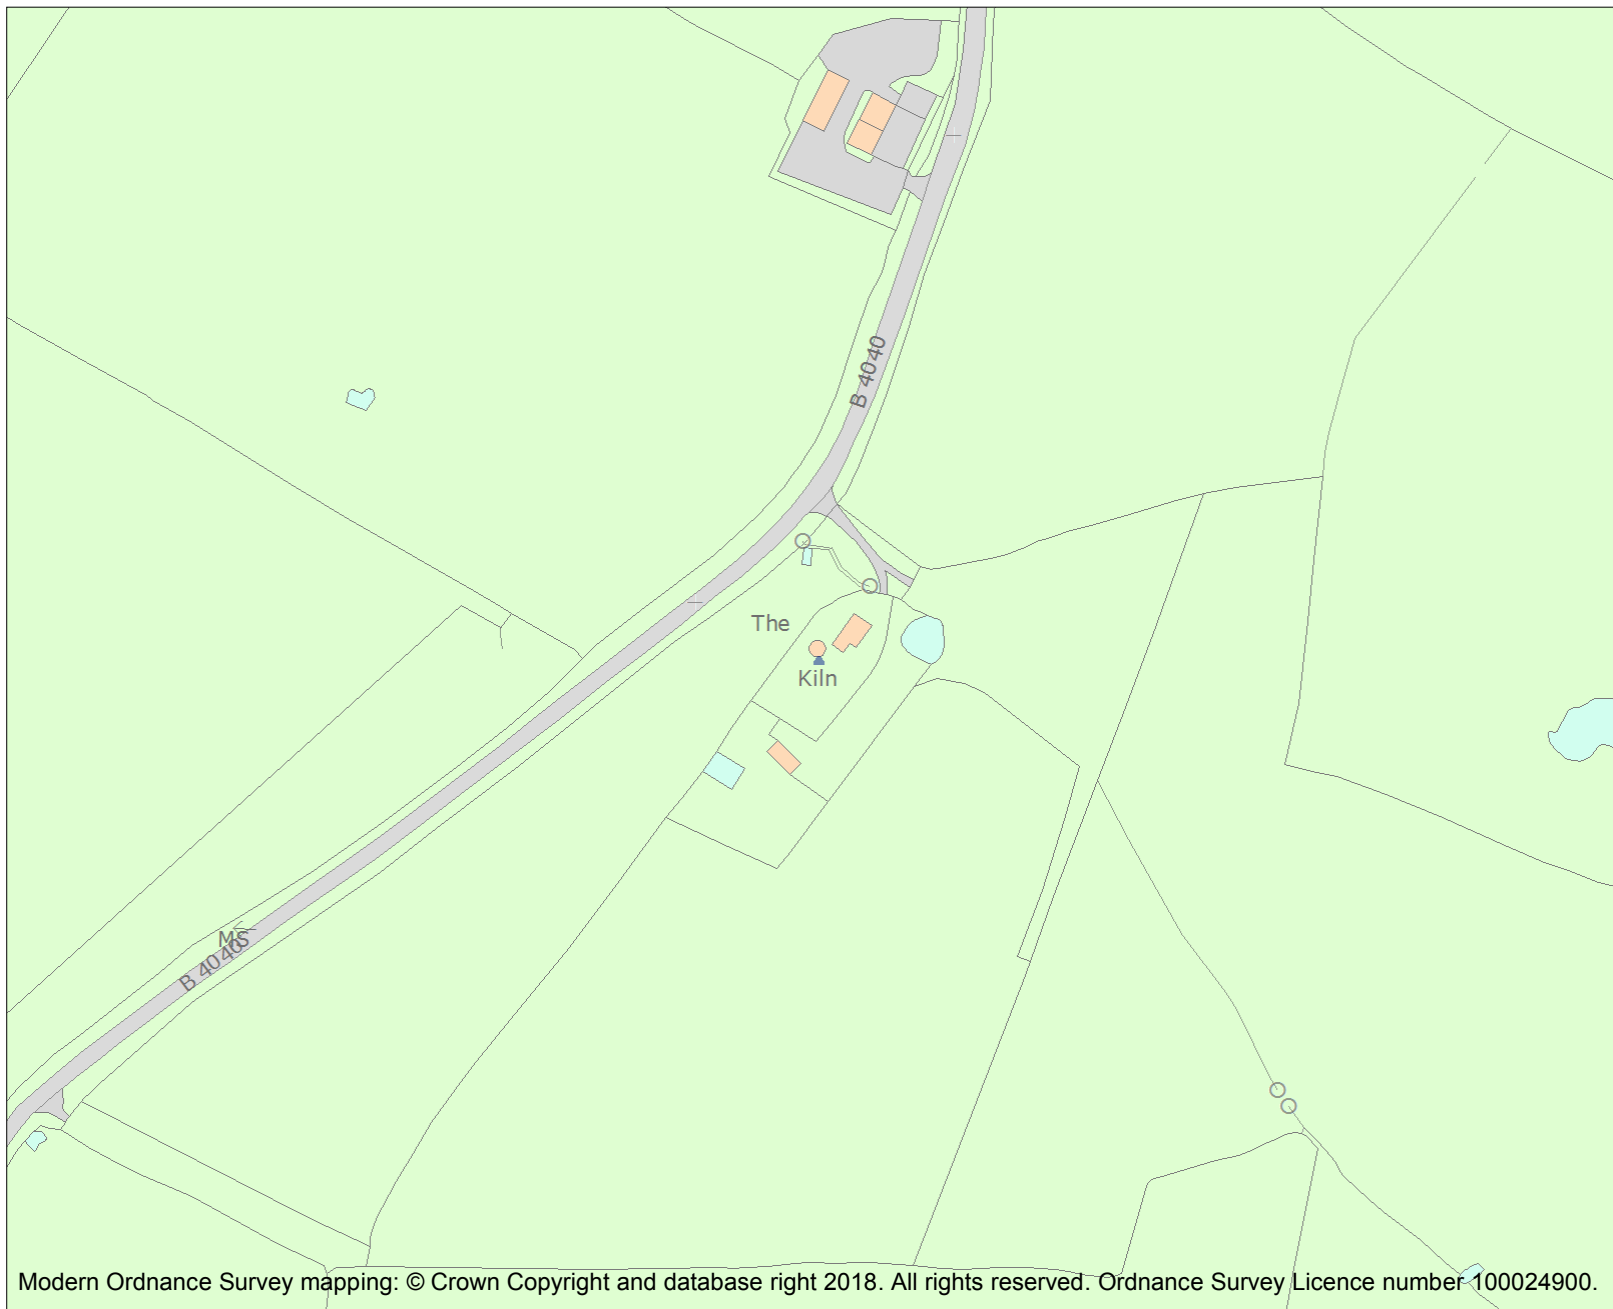 B 4040
The
Kiln
MS
B 4040
Modern Ordnance Survey mapping: © Crown Copyright and database right 2018. All rights reserved. Ordnance Survey Licence number 100024900.